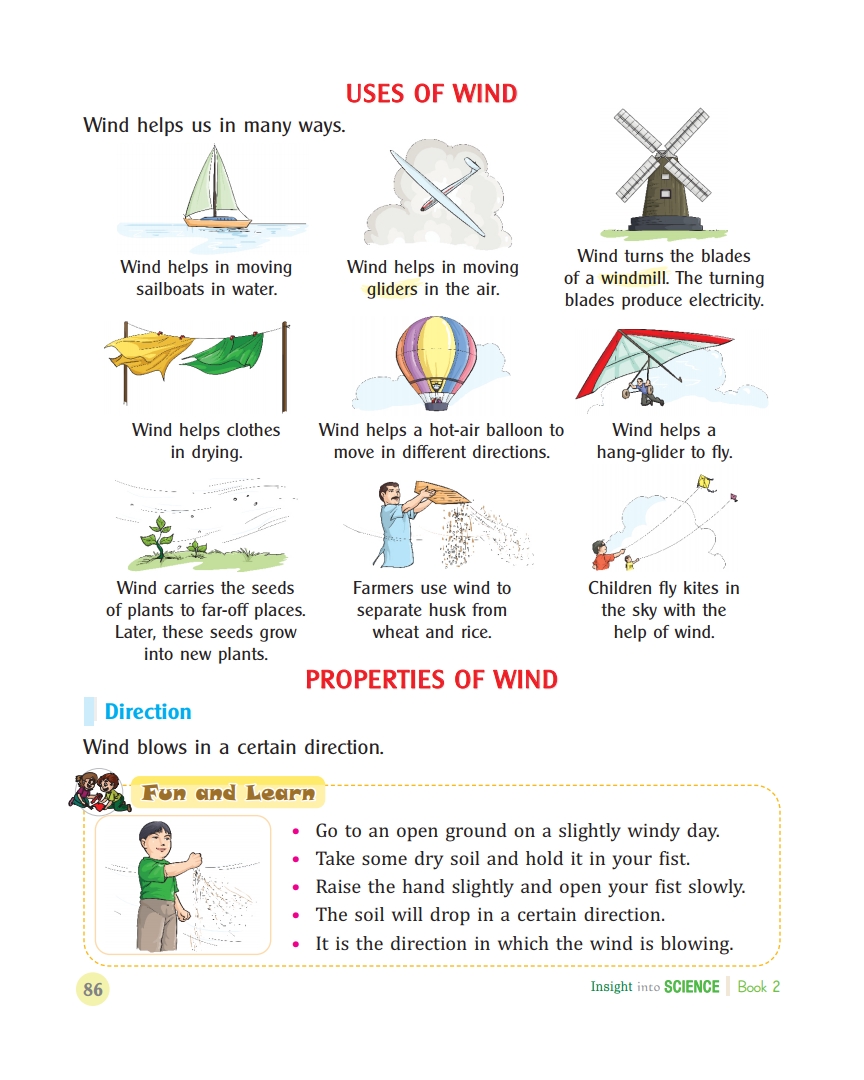 USES OF WIND
Wind helps us in many ways.
Wind helps in moving
sailboats in water.
Wind helps in moving
gliders in the air.
Wind turns the blades
of a windmill. The turning
blades produce electricity.
Wind helps clothes
in drying.
Wind helps a hot-air balloon to
move in different directions.
Wind helps a
hang-glider to fly.
Wind carries the seeds
of plants to far-off places.
Later, these seeds grow
into new plants.
Farmers use wind to
separate husk from
wheat and rice.
Children fly kites in
the sky with the
help of wind.
PROPERTIES OF WIND
Direction
Wind blows in a certain direction.
Fun and Learn
• Go to an open ground on a slightly windy day.
• Take some dry soil and hold it in your fist.
• Raise the hand slightly and open your fist slowly.
• The soil will drop in a certain direction.
• It is the direction in which the wind is blowing.
86
Insight into SCIENCE | Book 2